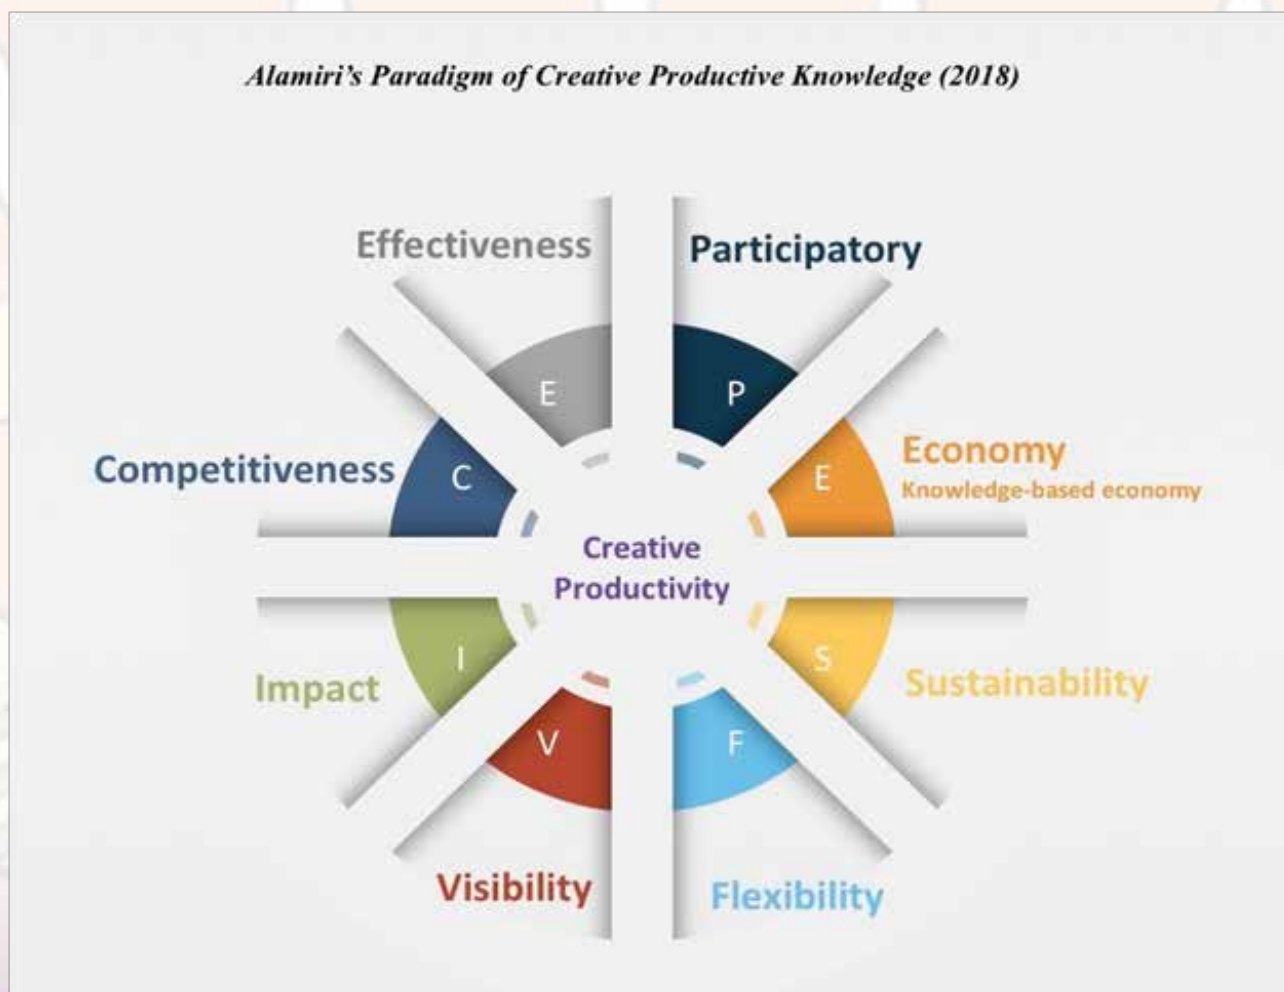 Alamiri's Paradigm of Creative Productive Knowledge (2018)
Effectiveness
Participatory
E
P
Competitiveness
C
E
Economy
Knowledge-based economy
Creative
Productivity
Impact
I
S
Sustainability
V
F
Visibility
Flexibility